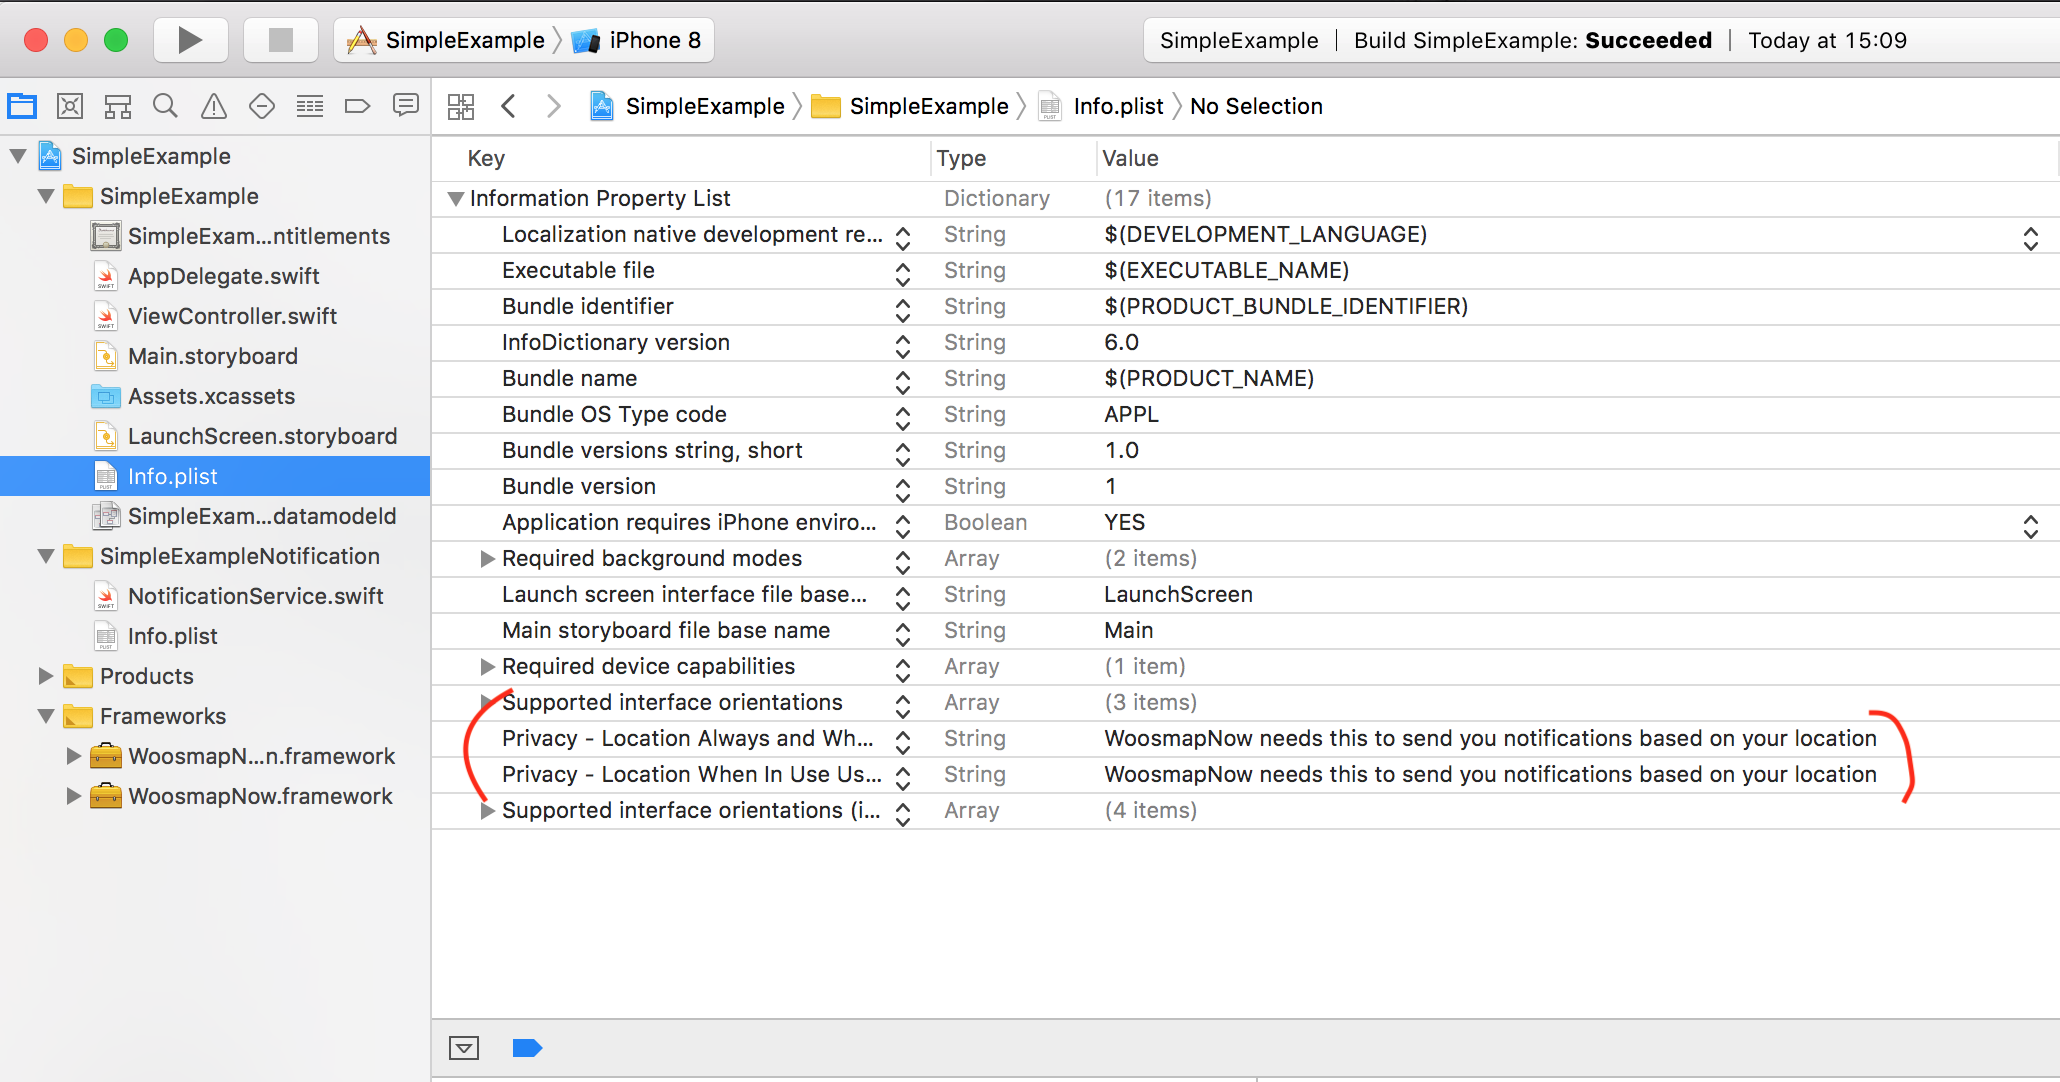 SimpleExample iPhone 8 SimpleExample | Build SimpleExample: Succeeded | Today at 15:09
SimpleExample SimpleExample Info.plist No Selection
SimpleExample
SimpleExample
SimpleExam...ntitlements
AppDelegate.swift
ViewController.swift
Main.storyboard
Assets.xcassets
LaunchScreen.storyboard
Info.plist
SimpleExam...datamodeld
SimpleExampleNotification
NotificationService.swift
Info.plist
Products
Frameworks
WoosmapN...n.framework
WoosmapNow.framework
Key Type Value
Information Property List Dictionary (17 items)
Localization native development re... String $(DEVELOPMENT_LANGUAGE)
Executable file String $(EXECUTABLE_NAME)
Bundle identifier String $(PRODUCT_BUNDLE_IDENTIFIER)
InfoDictionary version String 6.0
Bundle name String $(PRODUCT_NAME)
Bundle OS Type code String APPL
Bundle versions string, short String 1.0
Bundle version String 1
Application requires iPhone enviro... Boolean YES
Required background modes Array (2 items)
Launch screen interface file base... String LaunchScreen
Main storyboard file base name String Main
Required device capabilities Array (1 item)
Supported interface orientations Array (3 items)
Privacy - Location Always and Wh... String WoosmapNow needs this to send you notifications based on your location
Privacy - Location When In Use Us... String WoosmapNow needs this to send you notifications based on your location
Supported interface orientations (i... Array (4 items)